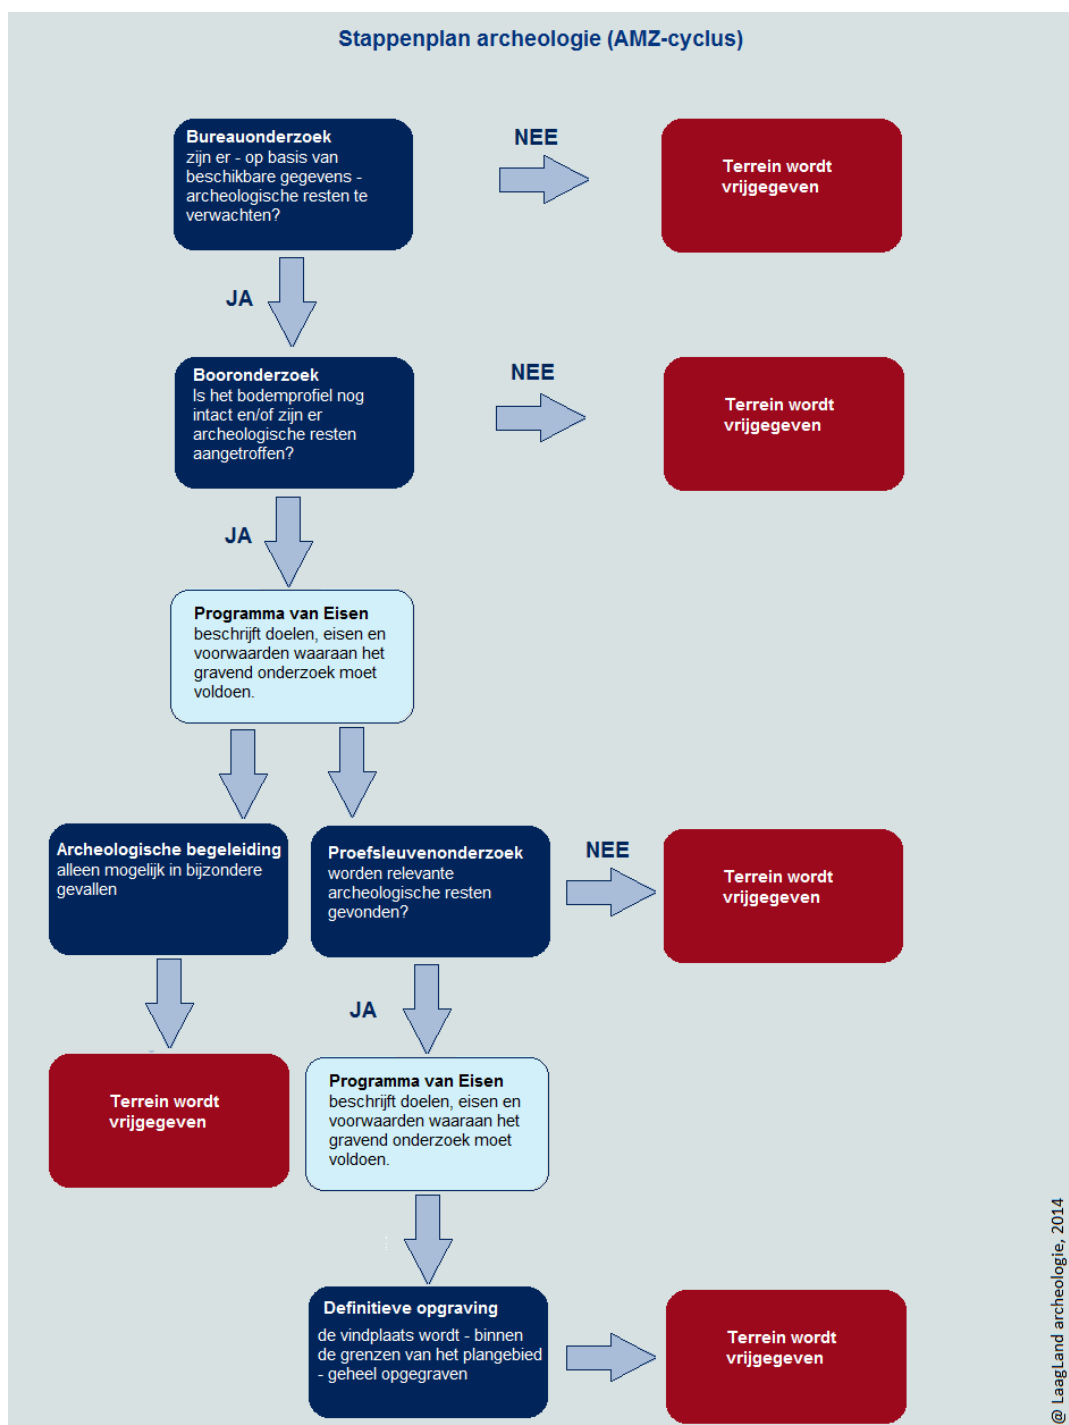 Stappenplan archeologie (AMZ-cyclus)
Bureauonderzoek
zijn er - op basis van
beschikbare gegevens -
archeologische resten te
verwachten?
NEE
Terrein wordt
vrijgegeven
JA
Booronderzoek
Is het bodemprofiel nog
intact en/of zijn er
archeologische resten
aangetroffen?
NEE
Terrein wordt
vrijgegeven
JA
Programma van Eisen
beschrijft doelen, eisen en
voorwaarden waaraan het
gravend onderzoek moet
voldoen.
Archeologische begeleiding
alleen mogelijk in bijzondere
gevallen
Proefsleuvenonderzoek
worden relevante
archeologische resten
gevonden?
NEE
Terrein wordt
vrijgegeven
JA
Terrein wordt
vrijgegeven
Programma van Eisen
beschrijft doelen, eisen en
voorwaarden waaraan het
gravend onderzoek moet
voldoen.
Definitieve opgraving
de vindplaats wordt - binnen
de grenzen van het plangebied
- geheel opgegraven
Terrein wordt
vrijgegeven
@ LaagLand archeologie, 2014